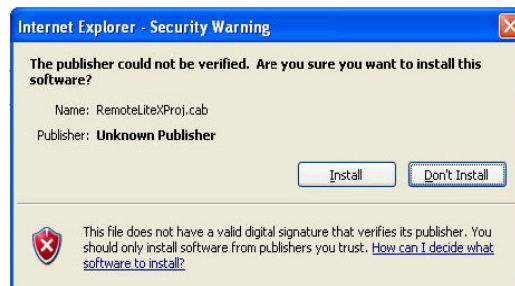 Internet Explorer - Security Warning
The publisher could not be verified. Are you sure you want to install this
software?
Name: RemoteLiteXProj.cab
Publisher: Unknown Publisher
Install
Don't Install
This file does not have a valid digital signature that verifies its publisher. You
should only install software from publishers you trust. How can I decide what
software to install?